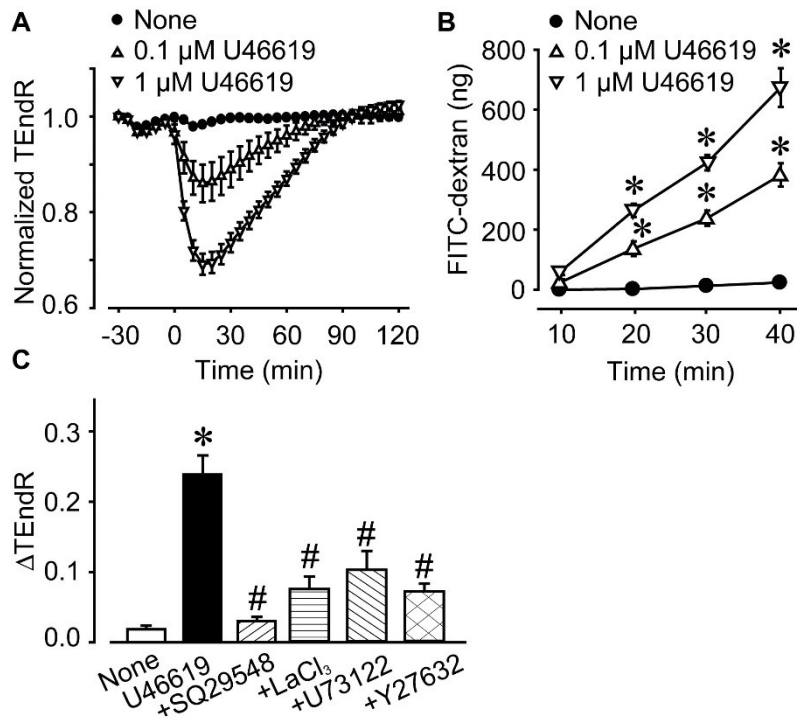 A
● None
△ 0.1 µM U46619
▽ 1 µM U46619
Normalized TEndR
1.0
0.8
0.6
-30 0 30 60 90 120
Time (min)
B
● None
△ 0.1 µM U46619
▽ 1 µM U46619
FITC-dextran (ng)
800
600
400
200
0
* * *
* * *
10 20 30 40
Time (min)
C
ΔTEndR
0.3
0.2
0.1
0.0
* # # # #
None
U46619
+SQ29548
+LaCl₃
+U73122
+Y27632